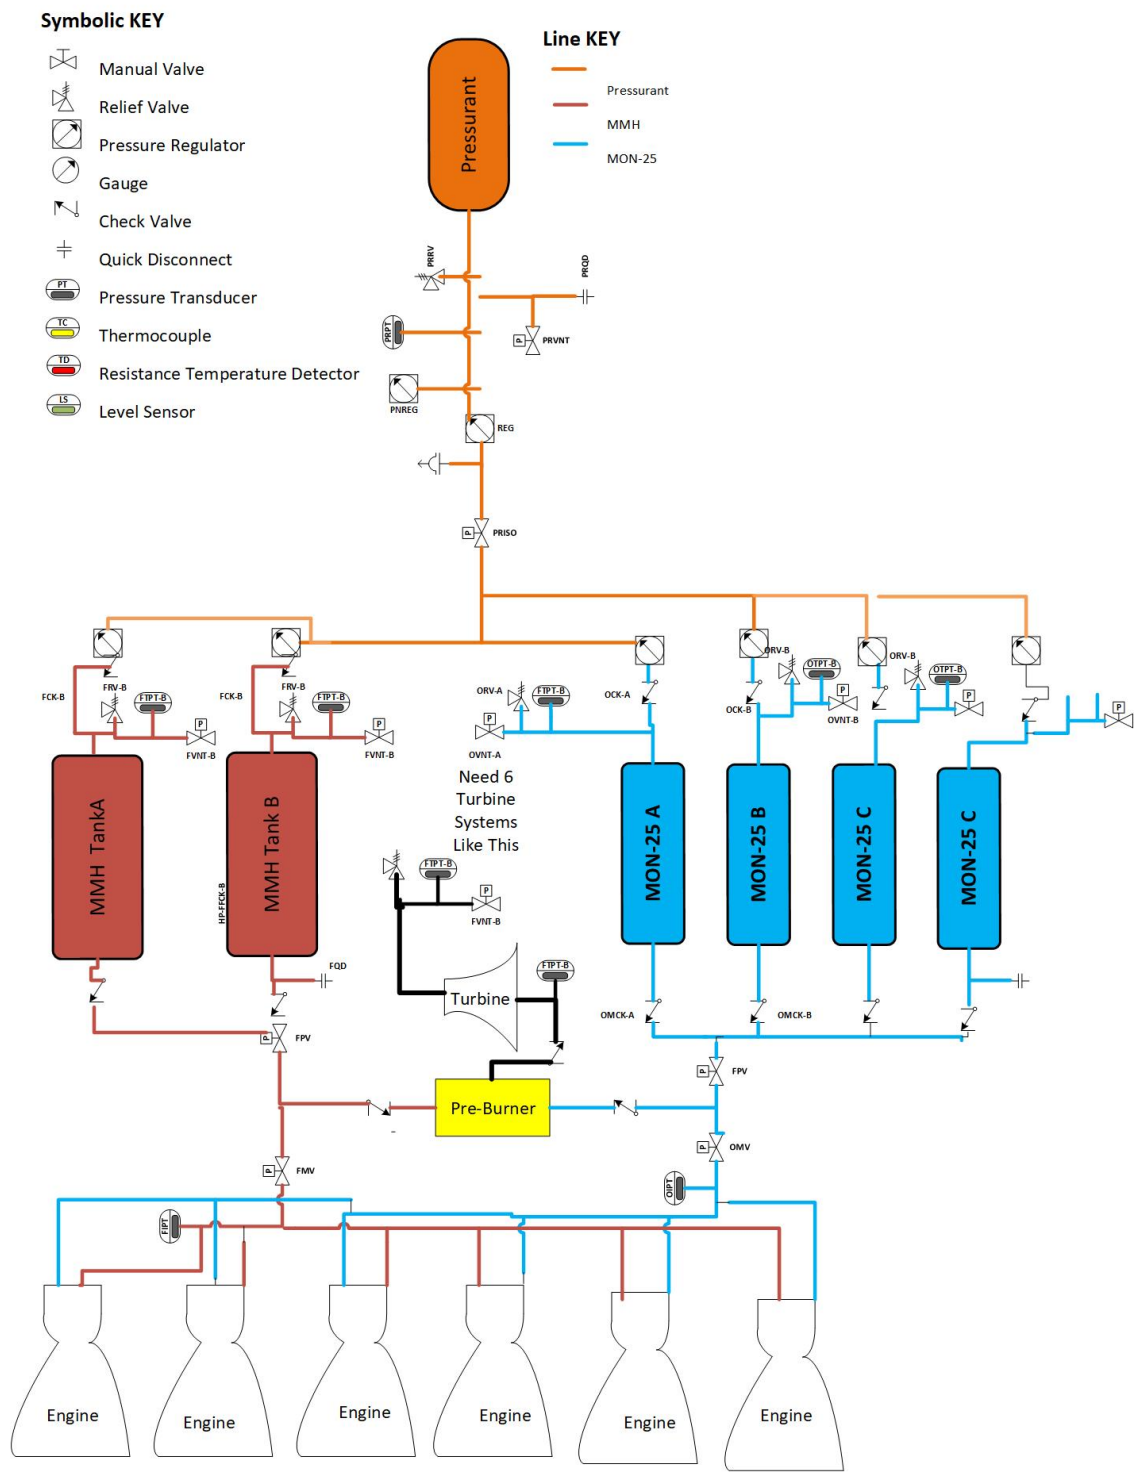 Symbolic KEY
Manual Valve
Relief Valve
Pressure Regulator
Gauge
Check Valve
Quick Disconnect
PT
Pressure Transducer
TC
Thermocouple
TD
Resistance Temperature Detector
LS
Level Sensor
Line KEY
Pressurant
MMH
MON-25
Pressurant
PRRV
PRQD
PRPT
P
PRVNT
PNREG
REG
P
PRISO
FCK-B
FRV-B
FTPT-B
P
FVNT-B
FCK-B
FRV-B
FTPT-B
P
FVNT-B
ORV-A
FTPT-B
P
OVNT-A
OCK-A
ORV-B
OTPT-B
P
OCK-B
OVNT-B
ORV-B
OTPT-B
P
P
MMH TankA
MMH Tank B
HP-FFCK-B
Need 6
Turbine
Systems
Like This
MON-25 A
MON-25 B
MON-25 C
MON-25 C
FTPT-B
P
FVNT-B
FQD
FTPT-B
Turbine
OMCK-A
OMCK-B
P
FPV
P
FPV
Pre-Burner
P
OMV
P
FMV
OIPT
FIPT
Engine
Engine
Engine
Engine
Engine
Engine